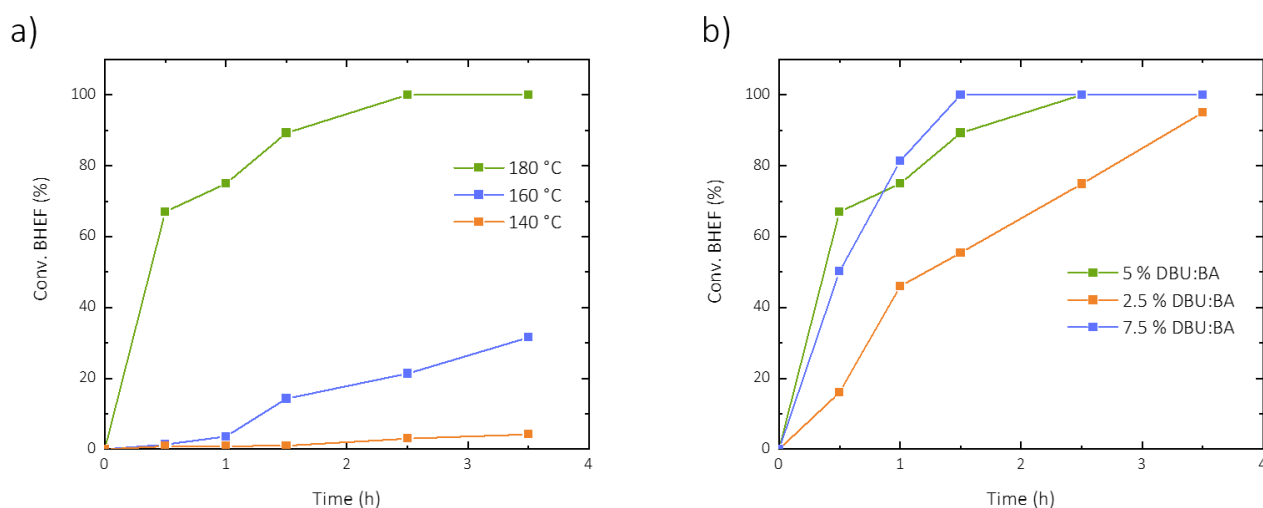 a)
Conv. BHEF (%)
100
80
60
40
20
0
180 °C
160 °C
140 °C
0 1 2 3 4
Time (h)
b)
Conv. BHEF (%)
100
80
60
40
20
0
5 % DBU:BA
2.5 % DBU:BA
7.5 % DBU:BA
0 1 2 3 4
Time (h)